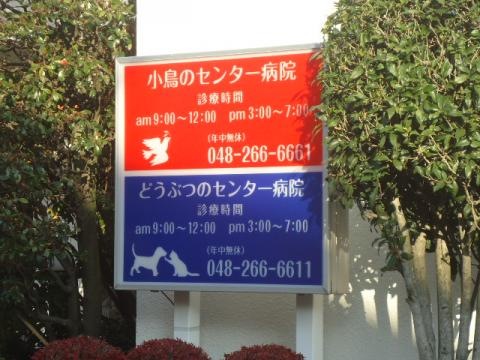 小鳥のセンター病院
診療時間
am 9:00～12:00 pm 3:00～7:00
(年中無休)
048-266-6661
どうぶつのセンター病院
診療時間
am 9:00～12:00 pm 3:00～7:00
(年中無休)
048-266-6611